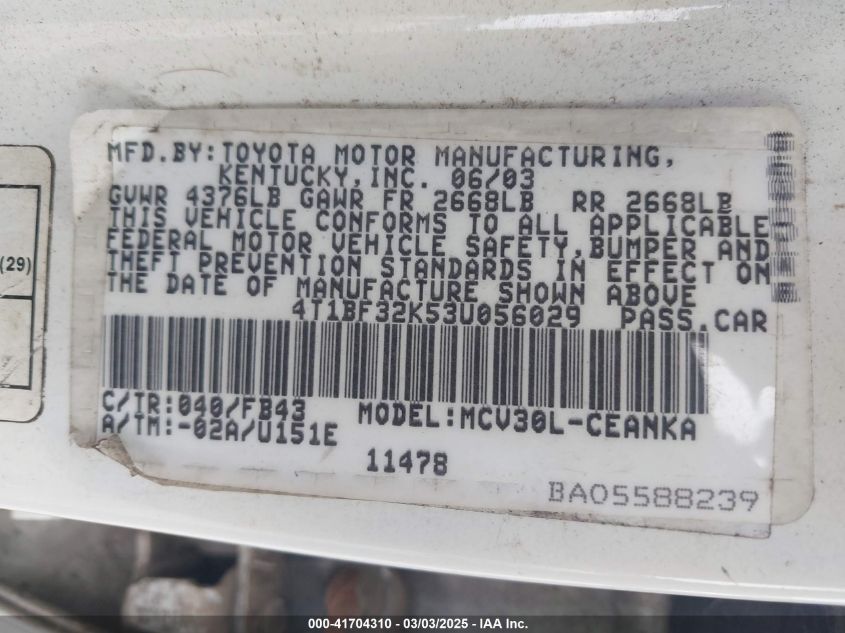 MFD.BY:TOYOTA MOTOR MANUFACTURING,
KENTUCKY,INC. 06/03
GVWR 4376LB GAWR FR 2668LB RR 2668LB
THIS VEHICLE CONFORMS TO ALL APPLICABLE
FEDERAL MOTOR VEHICLE SAFETY,BUMPER AND
THEFT PREVENTION STANDARDS IN EFFECT ON
THE DATE OF MANUFACTURE SHOWN ABOVE
4T1BF32K53U056029 PASS.CAR
C/TR:040/FB43 MODEL:MCV30L-CEANKA
A/TM:-02A/U151E
11478
BA05588239
(29)
000-41704310 - 03/03/2025 - IAA Inc.